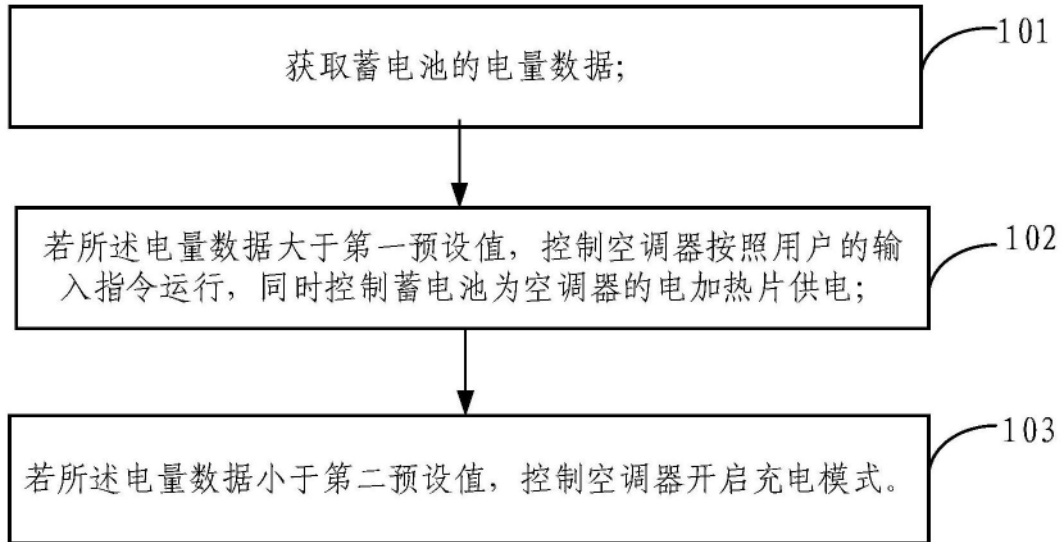 获取蓄电池的电量数据;
101
若所述电量数据大于第一预设值，控制空调器按照用户的输
入指令运行，同时控制蓄电池为空调器的电加热片供电;
102
若所述电量数据小于第二预设值，控制空调器开启充电模式。
103